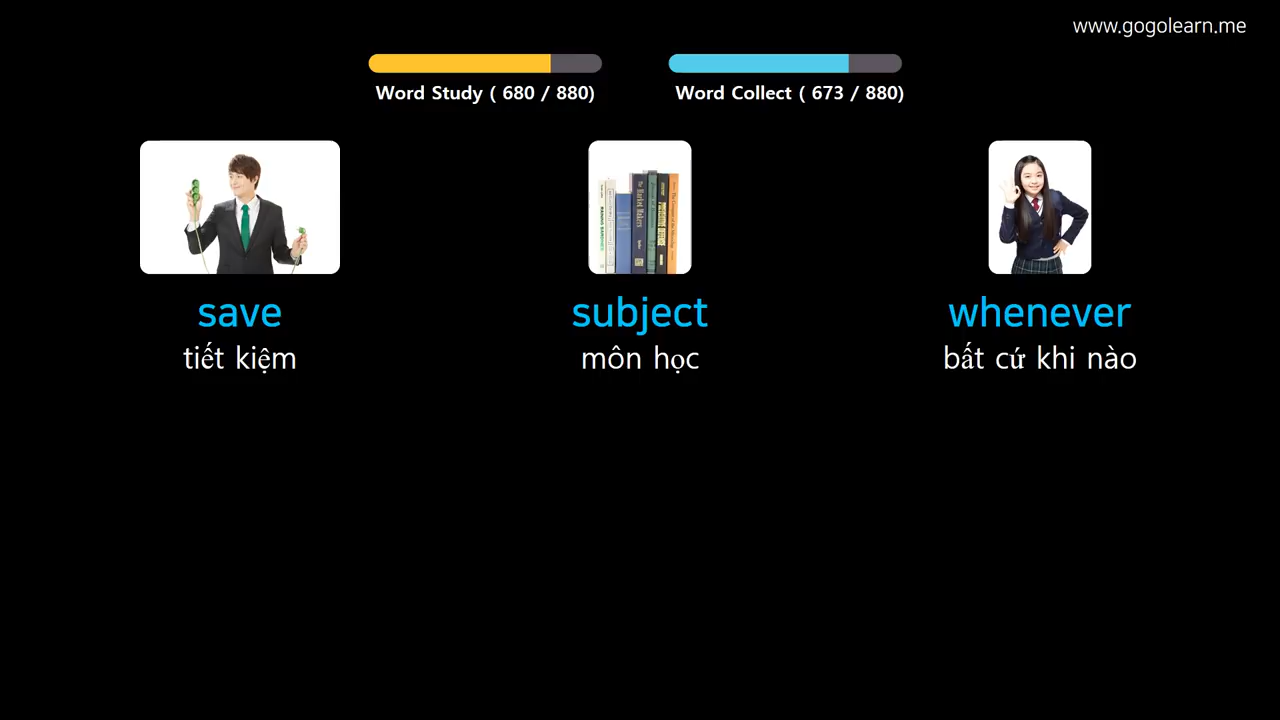 www.gogolearn.me
Word Study ( 680 / 880)
Word Collect ( 673 / 880)
save
subject
whenever
tiết kiệm
môn học
bất cứ khi nào